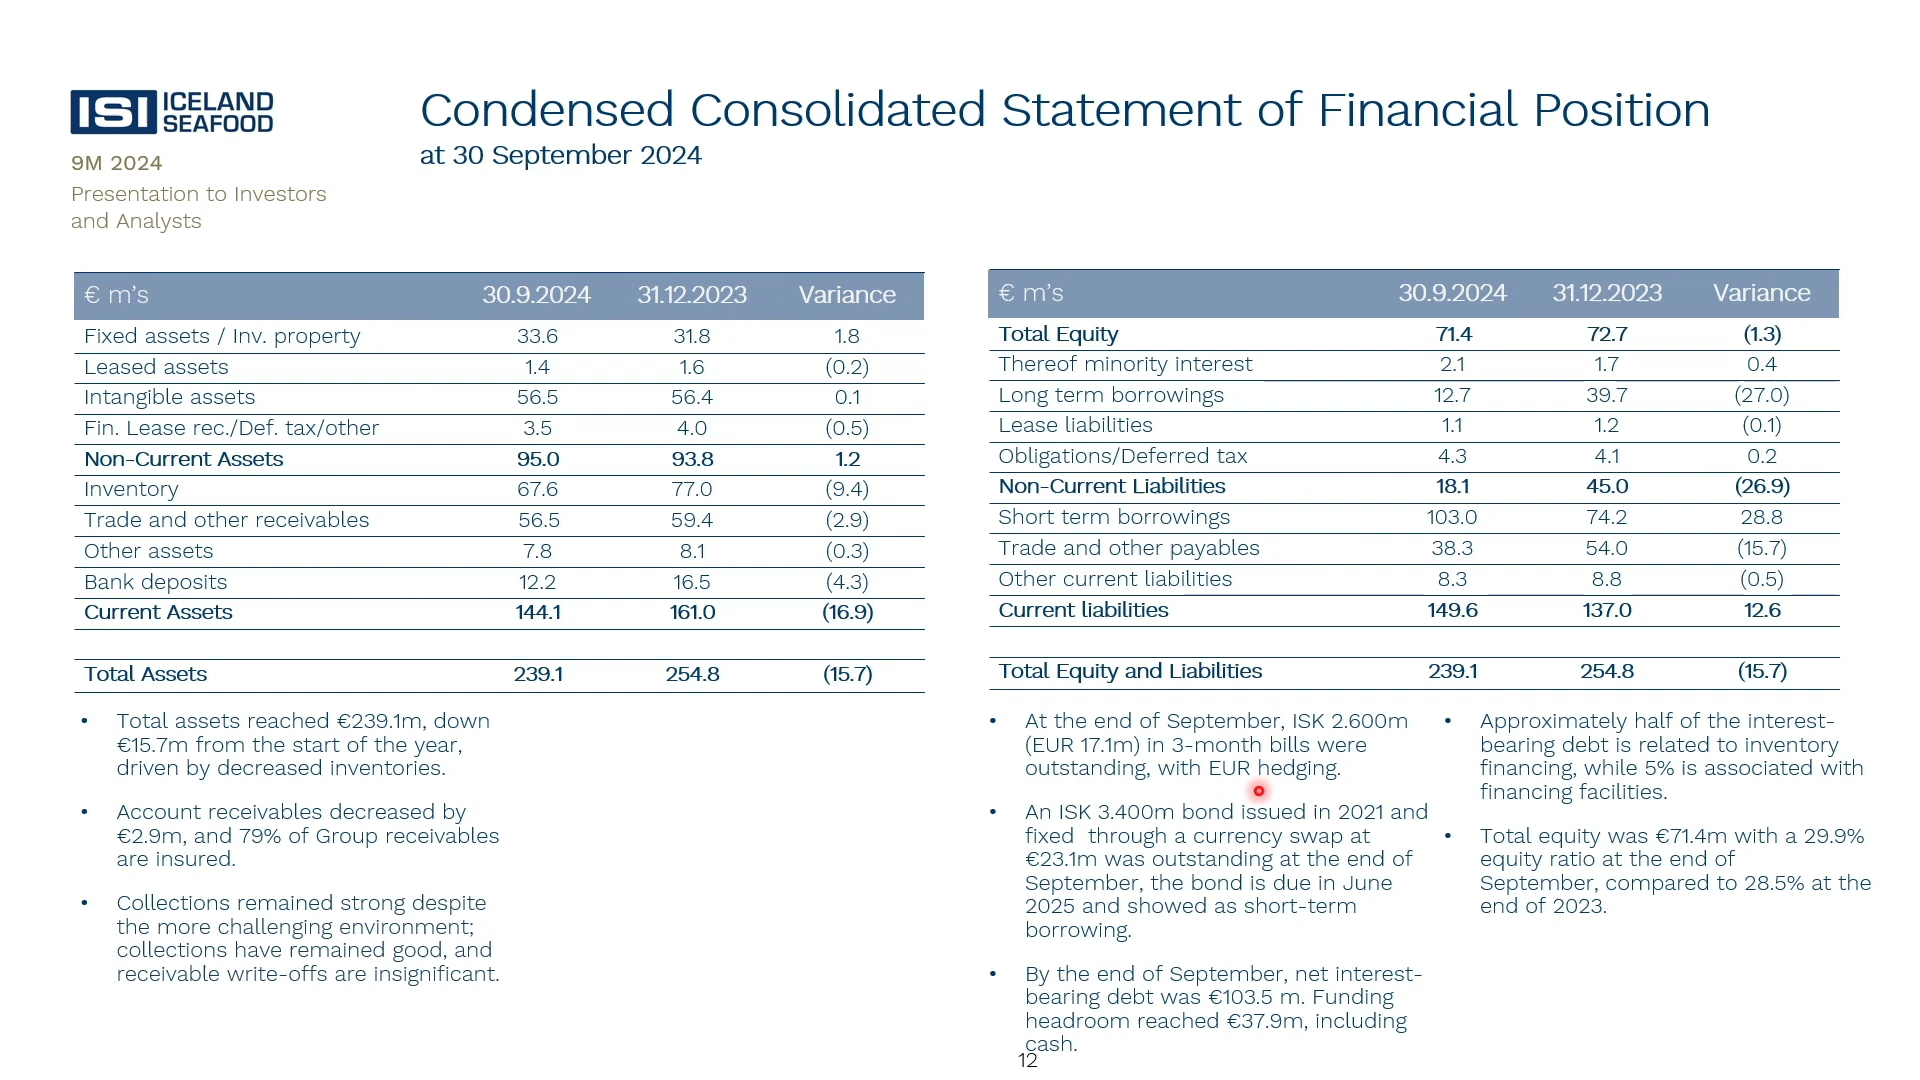 ISI ICELAND
SEAFOOD
9M 2024
Presentation to Investors
and Analysts
Condensed Consolidated Statement of Financial Position
at 30 September 2024
€ m’s 30.9.2024 31.12.2023 Variance
Fixed assets / Inv. property 33.6 31.8 1.8
Leased assets 1.4 1.6 (0.2)
Intangible assets 56.5 56.4 0.1
Fin. Lease rec./Def. tax/other 3.5 4.0 (0.5)
Non-Current Assets 95.0 93.8 1.2
Inventory 67.6 77.0 (9.4)
Trade and other receivables 56.5 59.4 (2.9)
Other assets 7.8 8.1 (0.3)
Bank deposits 12.2 16.5 (4.3)
Current Assets 144.1 161.0 (16.9)
Total Assets 239.1 254.8 (15.7)
• Total assets reached €239.1m, down
€15.7m from the start of the year,
driven by decreased inventories.
• Account receivables decreased by
€2.9m, and 79% of Group receivables
are insured.
• Collections remained strong despite
the more challenging environment;
collections have remained good, and
receivable write-offs are insignificant.
€ m’s 30.9.2024 31.12.2023 Variance
Total Equity 71.4 72.7 (1.3)
Thereof minority interest 2.1 1.7 0.4
Long term borrowings 12.7 39.7 (27.0)
Lease liabilities 1.1 1.2 (0.1)
Obligations/Deferred tax 4.3 4.1 0.2
Non-Current Liabilities 18.1 45.0 (26.9)
Short term borrowings 103.0 74.2 28.8
Trade and other payables 38.3 54.0 (15.7)
Other current liabilities 8.3 8.8 (0.5)
Current liabilities 149.6 137.0 12.6
Total Equity and Liabilities 239.1 254.8 (15.7)
• At the end of September, ISK 2.600m
(EUR 17.1m) in 3-month bills were
outstanding, with EUR hedging.
• An ISK 3.400m bond issued in 2021 and
fixed through a currency swap at
€23.1m was outstanding at the end of
September, the bond is due in June
2025 and showed as short-term
borrowing.
• By the end of September, net interest-
bearing debt was €103.5 m. Funding
headroom reached €37.9m, including
cash.
• Approximately half of the interest-
bearing debt is related to inventory
financing, while 5% is associated with
financing facilities.
• Total equity was €71.4m with a 29.9%
equity ratio at the end of
September, compared to 28.5% at the
end of 2023.
12